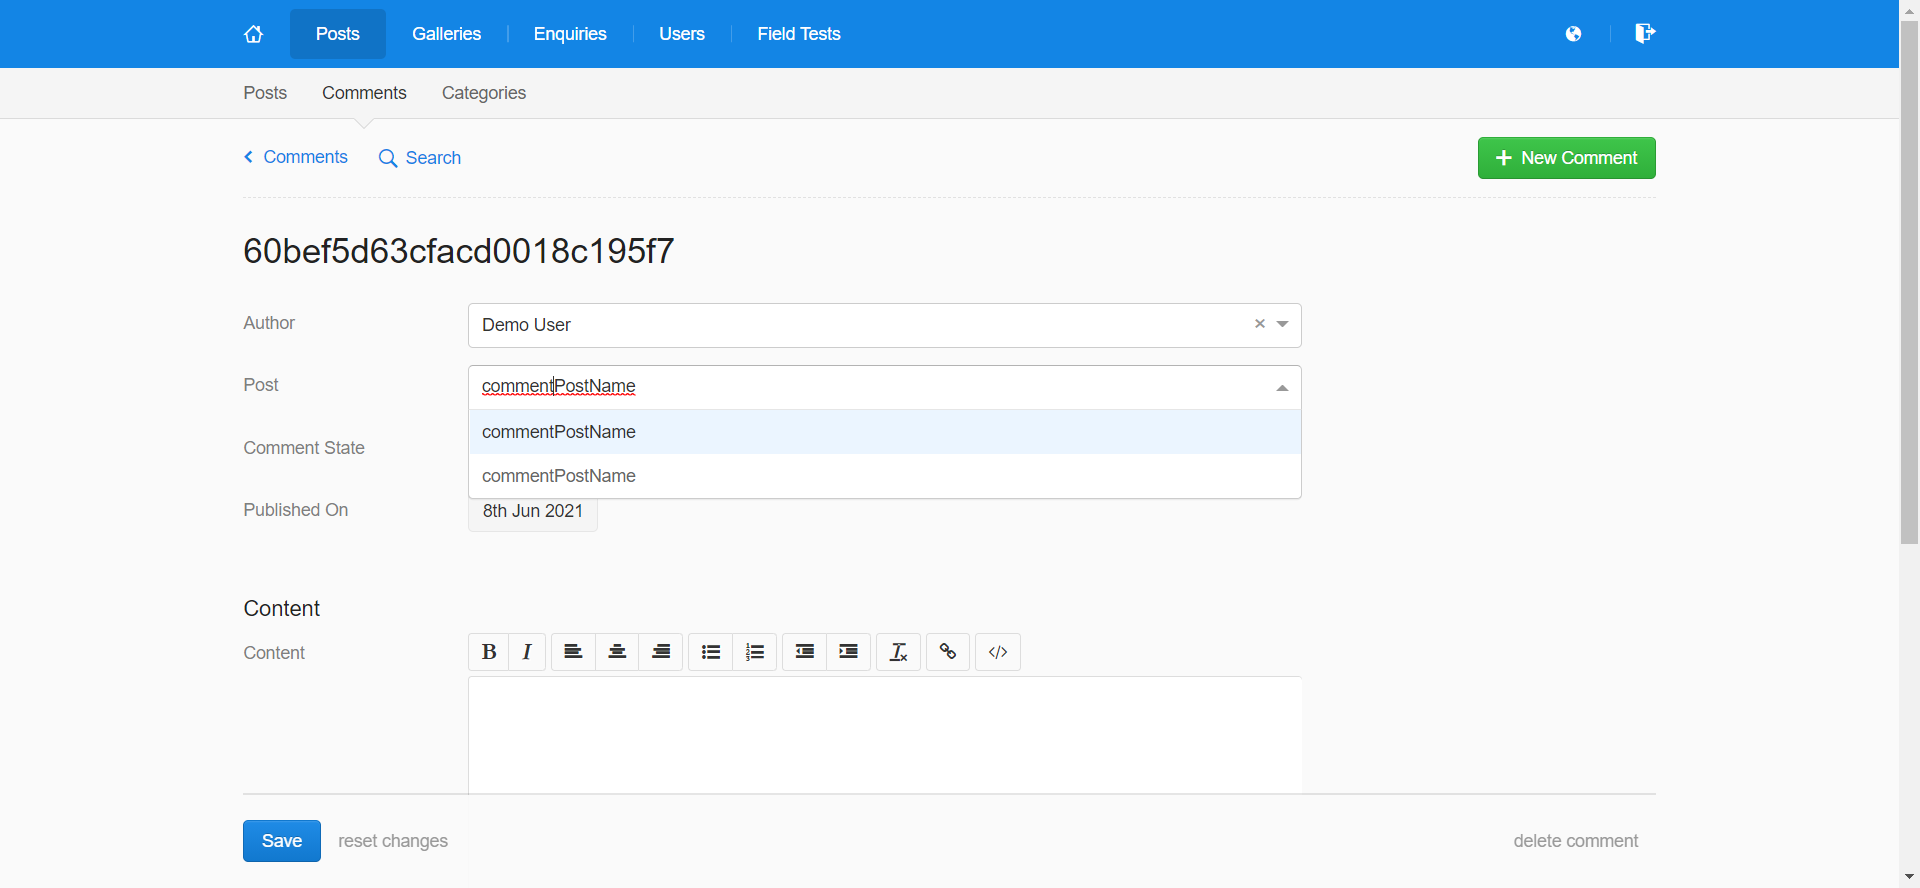 Posts Galleries Enquiries Users Field Tests
Posts Comments Categories
Comments Search New Comment
60bef5d63cfacd0018c195f7
Author Demo User
Post commentPostName
commentPostName
Comment State
commentPostName
Published On 8th Jun 2021
Content
Content B I
Save reset changes delete comment